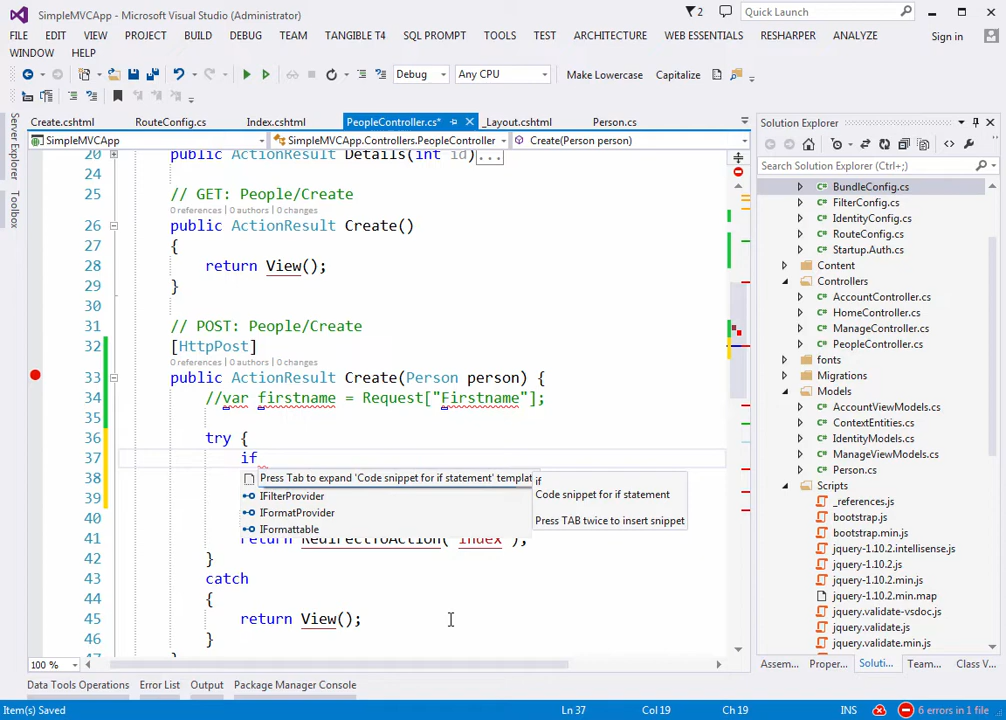 SimpleMVCApp - Microsoft Visual Studio (Administrator)
2
Quick Launch (Ctrl+Q)
FILE EDIT VIEW PROJECT BUILD DEBUG TEAM TANGIBLE T4 SQL PROMPT TOOLS TEST ARCHITECTURE WEB ESSENTIALS RESHARPER ANALYZE Sign in
WINDOW HELP
Debug Any CPU Make Lowercase Capitalize
Server Explorer
Toolbox
Create.cshtml RouteConfig.cs Index.cshtml PeopleController.cs* _Layout.cshtml Person.cs
SimpleMVCApp SimpleMVCApp.Controllers.PeopleController Create(Person person)
20 public ActionResult Details(int id)...
24
25 // GET: People/Create
0 references | 0 authors | 0 changes
26 public ActionResult Create()
27 {
28 return View();
29 }
30
31 // POST: People/Create
32 [HttpPost]
0 references | 0 authors | 0 changes
33 public ActionResult Create(Person person) {
34 //var firstname = Request["Firstname"];
35
36 try {
37 if
38 Press Tab to expand 'Code snippet for if statement' templat
39 IFilterProvider
IFormatProvider
40
IFormattable
if
Code snippet for if statement
Press TAB twice to insert snippet
41 return RedirectToAction("Index");
42 }
43 catch
44 {
45 return View();
46 }
47
100 %
Data Tools Operations Error List Output Package Manager Console
Item(s) Saved Ln 37 Col 19 Ch 19 INS 6 errors in 1 file
Solution Explorer
Search Solution Explorer (Ctrl+;)
BundleConfig.cs
FilterConfig.cs
IdentityConfig.cs
RouteConfig.cs
Startup.Auth.cs
Content
Controllers
AccountController.cs
HomeController.cs
ManageController.cs
PeopleController.cs
fonts
Migrations
Models
AccountViewModels.cs
ContextEntities.cs
IdentityModels.cs
ManageViewModels.cs
Person.cs
Scripts
_references.js
bootstrap.js
bootstrap.min.js
jquery-1.10.2.intellisense.js
jquery-1.10.2.js
jquery-1.10.2.min.js
jquery-1.10.2.min.map
jquery.validate-vsdoc.js
jquery.validate.js
jquery.validate.min.js
Assem... Proper... Soluti... Team... Class V...